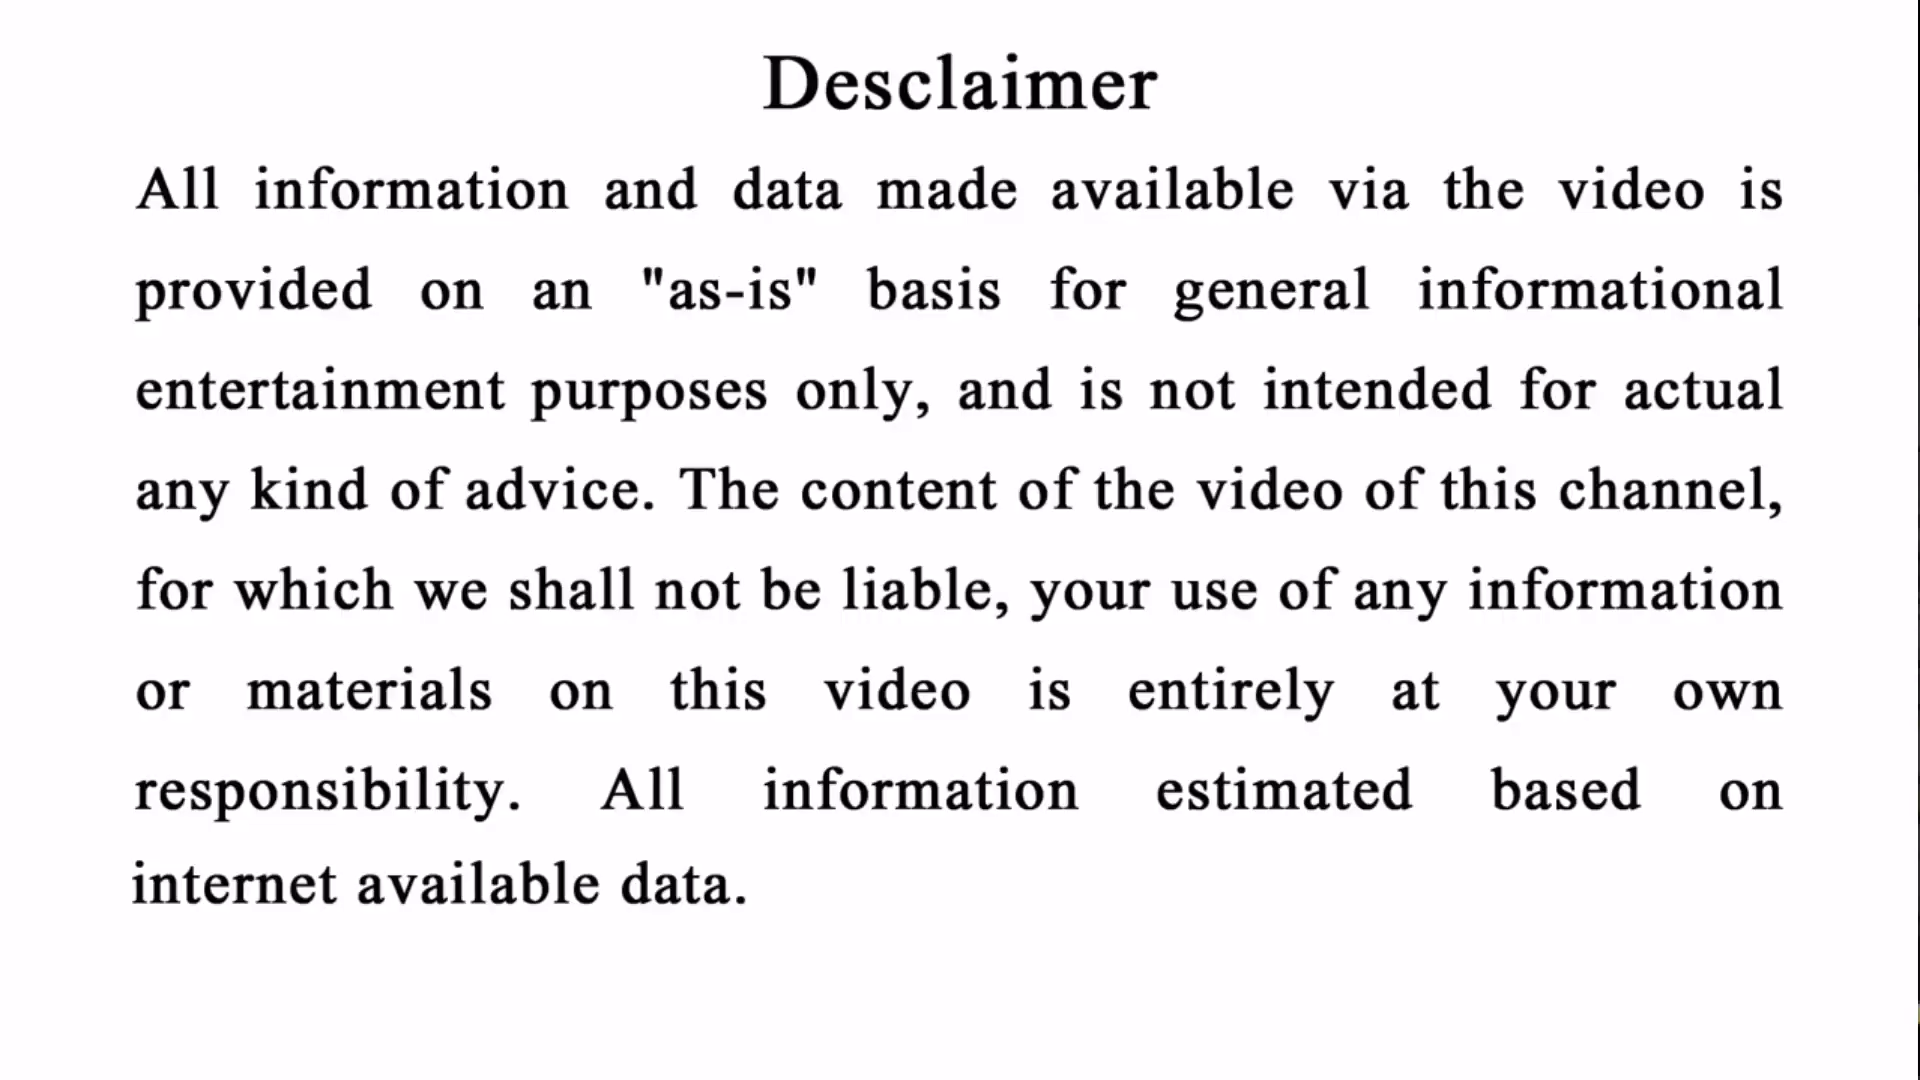 Desclaimer
All information and data made available via the video is
provided on an "as-is" basis for general informational
entertainment purposes only, and is not intended for actual
any kind of advice. The content of the video of this channel,
for which we shall not be liable, your use of any information
or materials on this video is entirely at your own
responsibility. All information estimated based on
internet available data.